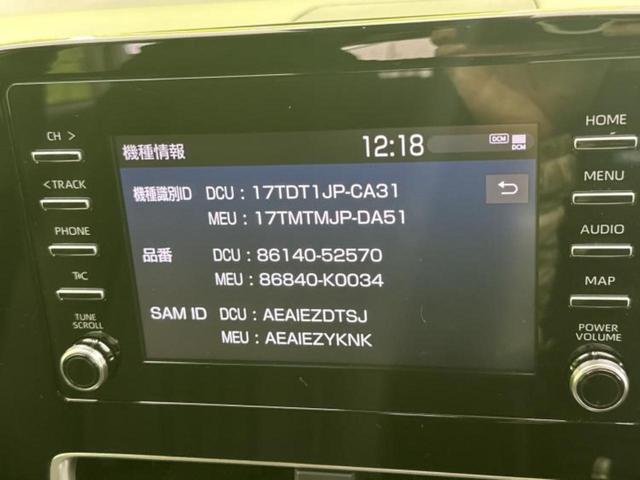 CH >
<TRACK
PHONE
T&C
TUNE
SCROLL
機種情報
12:18
DCM
DCM
機種識別ID DCU : 17TDT1JP-CA31
MEU : 17TMTMJP-DA51
品番 DCU : 86140-52570
MEU : 86840-K0034
SAM ID DCU : AEAIEZDTSJ
MEU : AEAIEZYKNK
HOME
MENU
AUDIO
MAP
POWER
VOLUME